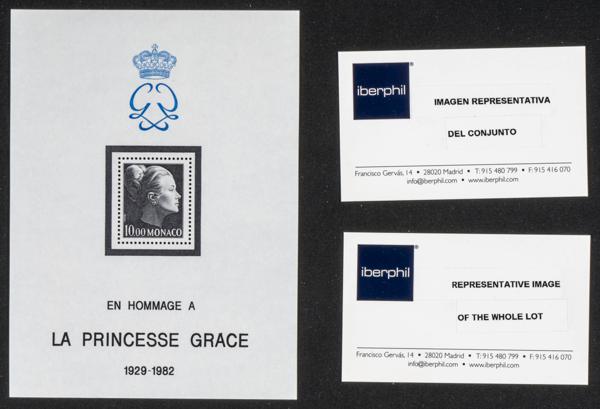 10.00 MONACO
EN HOMMAGE A
LA PRINCESSE GRACE
1929-1982
iberphil®
IMAGEN REPRESENTATIVA
DEL CONJUNTO
Francisco Gervás, 14 • 28020 Madrid • T: 915 480 799 • F: 915 416 070
info@iberphil.com • www.iberphil.com
iberphil®
REPRESENTATIVE IMAGE
OF THE WHOLE LOT
Francisco Gervás, 14 • 28020 Madrid • T: 915 480 799 • F: 915 416 070
info@iberphil.com • www.iberphil.com